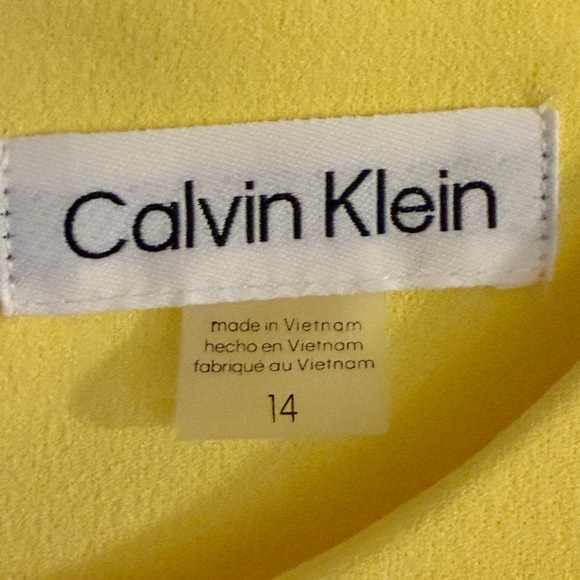 Calvin Klein
made in Vietnam
hecho en Vietnam
fabriqué au Vietnam
14